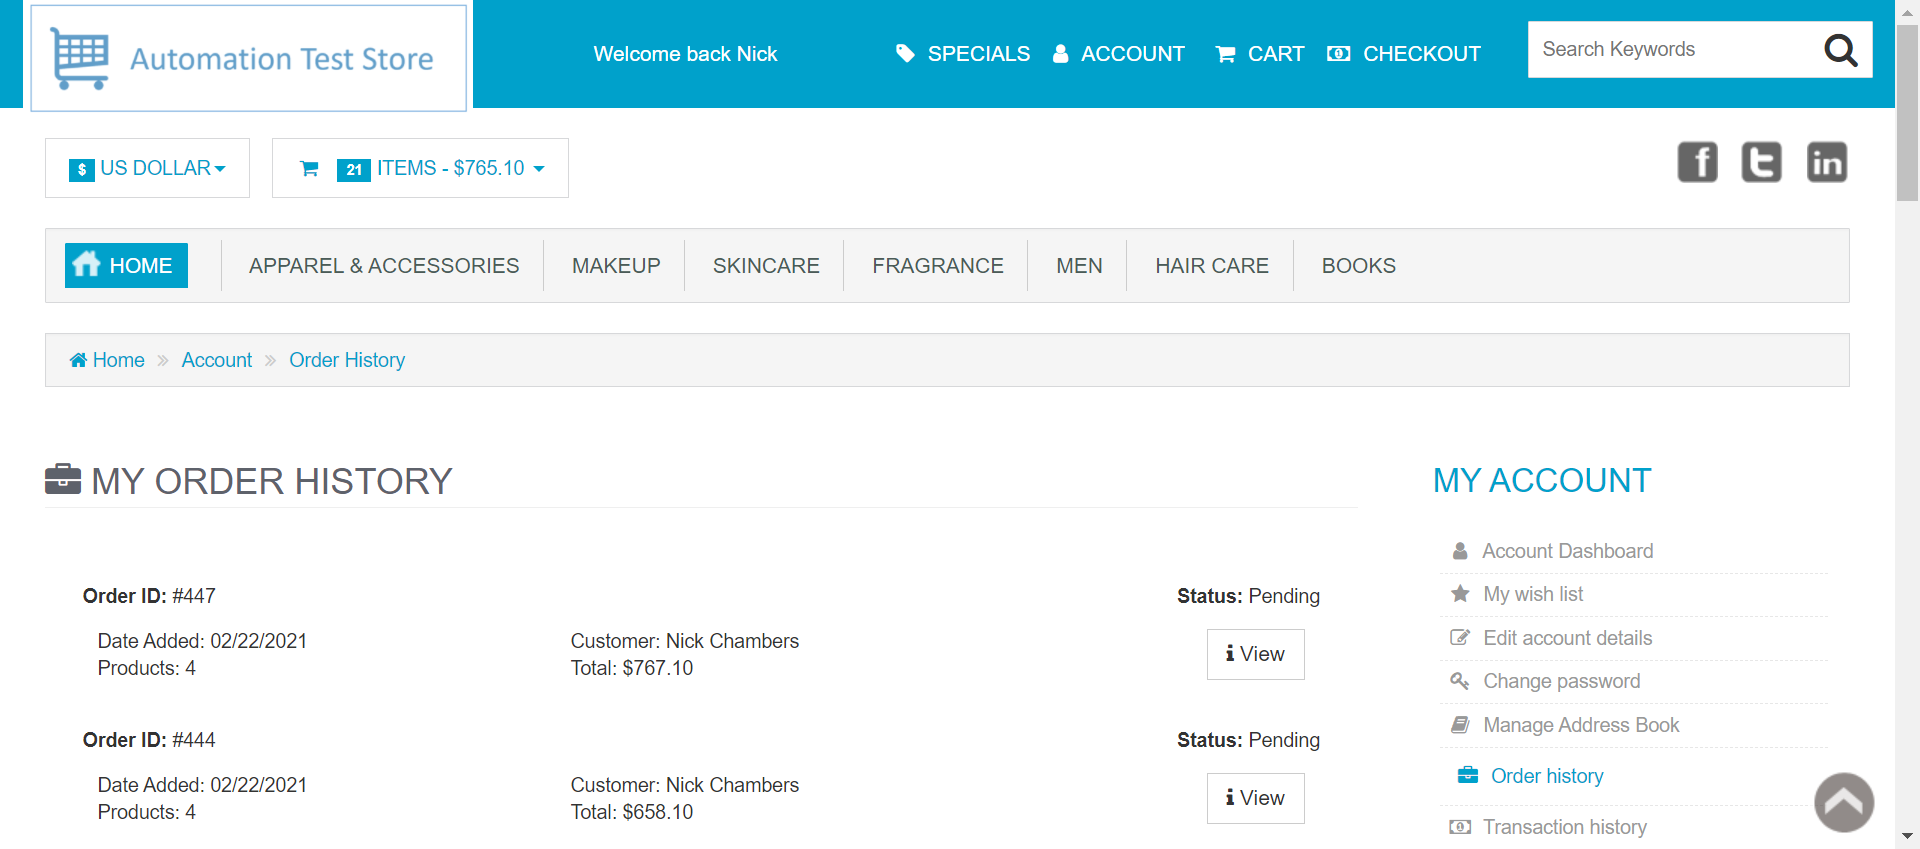 Automation Test Store
Welcome back Nick
SPECIALS
ACCOUNT
CART
CHECKOUT
Search Keywords
$ US DOLLAR
21 ITEMS - $765.10
HOME
APPAREL & ACCESSORIES
MAKEUP
SKINCARE
FRAGRANCE
MEN
HAIR CARE
BOOKS
Home » Account » Order History
MY ORDER HISTORY
Order ID: #447
Status: Pending
Date Added: 02/22/2021
Products: 4
Customer: Nick Chambers
Total: $767.10
View
Order ID: #444
Status: Pending
Date Added: 02/22/2021
Products: 4
Customer: Nick Chambers
Total: $658.10
View
MY ACCOUNT
Account Dashboard
My wish list
Edit account details
Change password
Manage Address Book
Order history
Transaction history